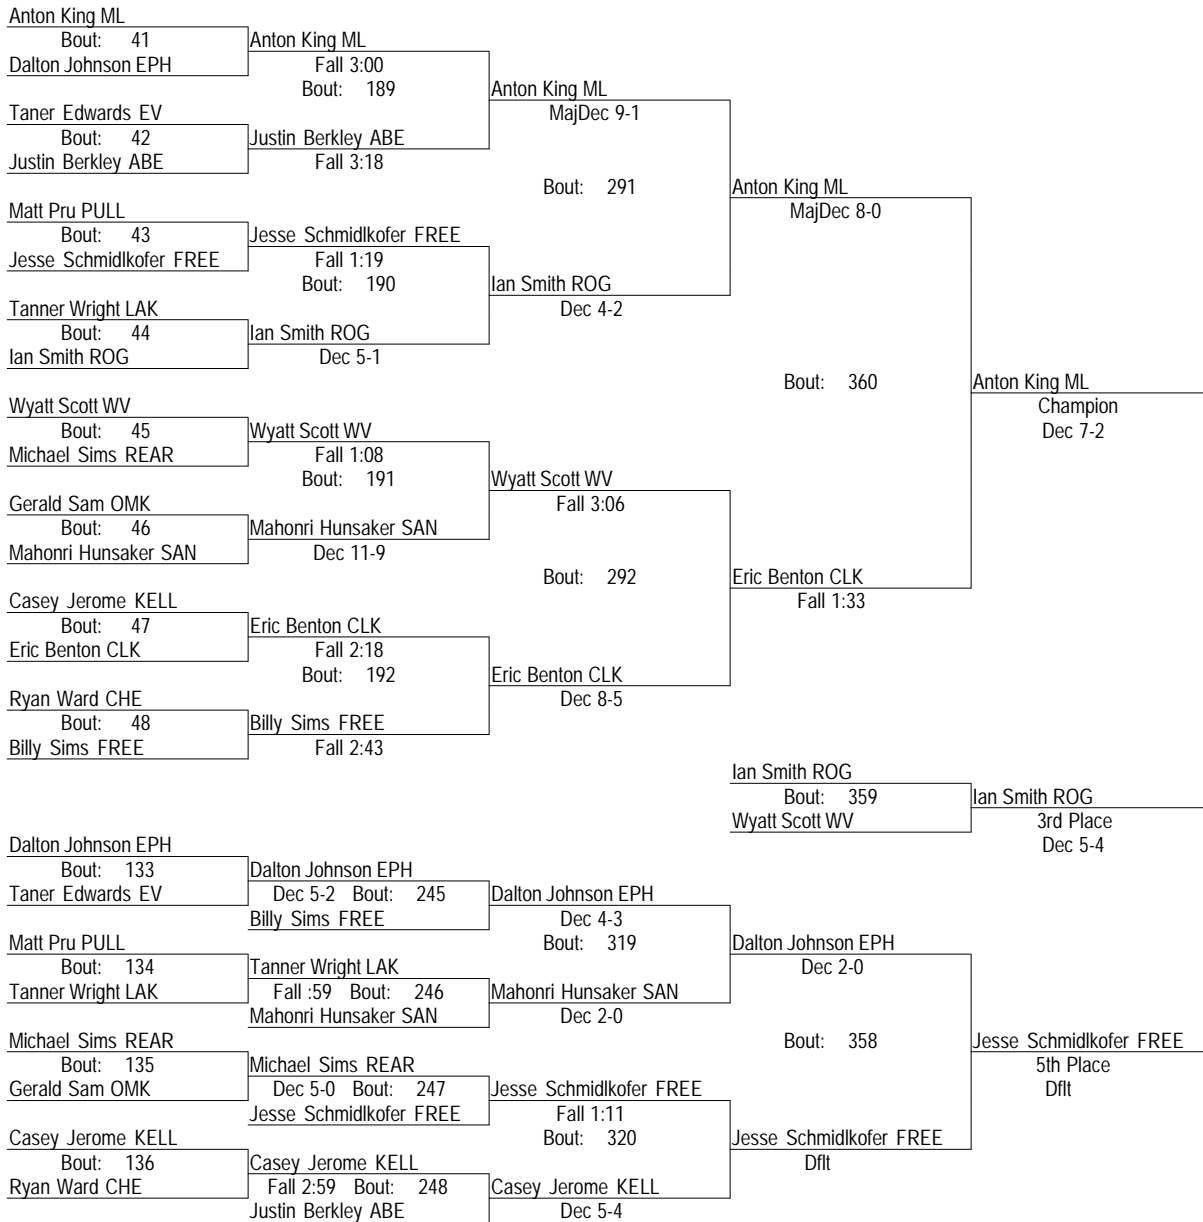 Anton King ML
Bout: 41
Dalton Johnson EPH
Taner Edwards EV
Bout: 42
Justin Berkley ABE
Matt Pru PULL
Bout: 43
Jesse Schmidlkofer FREE
Tanner Wright LAK
Bout: 44
Ian Smith ROG
Wyatt Scott WV
Bout: 45
Michael Sims REAR
Gerald Sam OMK
Bout: 46
Mahonri Hunsaker SAN
Casey Jerome KELL
Bout: 47
Eric Benton CLK
Ryan Ward CHE
Bout: 48
Billy Sims FREE
Anton King ML
Fall 3:00
Bout: 189
Justin Berkley ABE
Fall 3:18
Jesse Schmidlkofer FREE
Fall 1:19
Bout: 190
Ian Smith ROG
Dec 5-1
Wyatt Scott WV
Fall 1:08
Bout: 191
Mahonri Hunsaker SAN
Dec 11-9
Eric Benton CLK
Fall 2:18
Bout: 192
Billy Sims FREE
Fall 2:43
Anton King ML
MajDec 9-1
Bout: 291
Ian Smith ROG
Dec 4-2
Wyatt Scott WV
Fall 3:06
Bout: 292
Eric Benton CLK
Dec 8-5
Anton King ML
MajDec 8-0
Bout: 360
Eric Benton CLK
Fall 1:33
Anton King ML
Champion
Dec 7-2
Ian Smith ROG
Bout: 359
Wyatt Scott WV
Ian Smith ROG
3rd Place
Dec 5-4
Dalton Johnson EPH
Bout: 133
Taner Edwards EV
Matt Pru PULL
Bout: 134
Tanner Wright LAK
Michael Sims REAR
Bout: 135
Gerald Sam OMK
Casey Jerome KELL
Bout: 136
Ryan Ward CHE
Dalton Johnson EPH
Dec 5-2 Bout: 245
Billy Sims FREE
Tanner Wright LAK
Fall :59 Bout: 246
Mahonri Hunsaker SAN
Michael Sims REAR
Dec 5-0 Bout: 247
Jesse Schmidlkofer FREE
Casey Jerome KELL
Fall 2:59 Bout: 248
Justin Berkley ABE
Dalton Johnson EPH
Dec 4-3
Bout: 319
Mahonri Hunsaker SAN
Dec 2-0
Jesse Schmidlkofer FREE
Fall 1:11
Bout: 320
Casey Jerome KELL
Dec 5-4
Dalton Johnson EPH
Dec 2-0
Bout: 358
Jesse Schmidlkofer FREE
Dflt
Jesse Schmidlkofer FREE
5th Place
Dflt